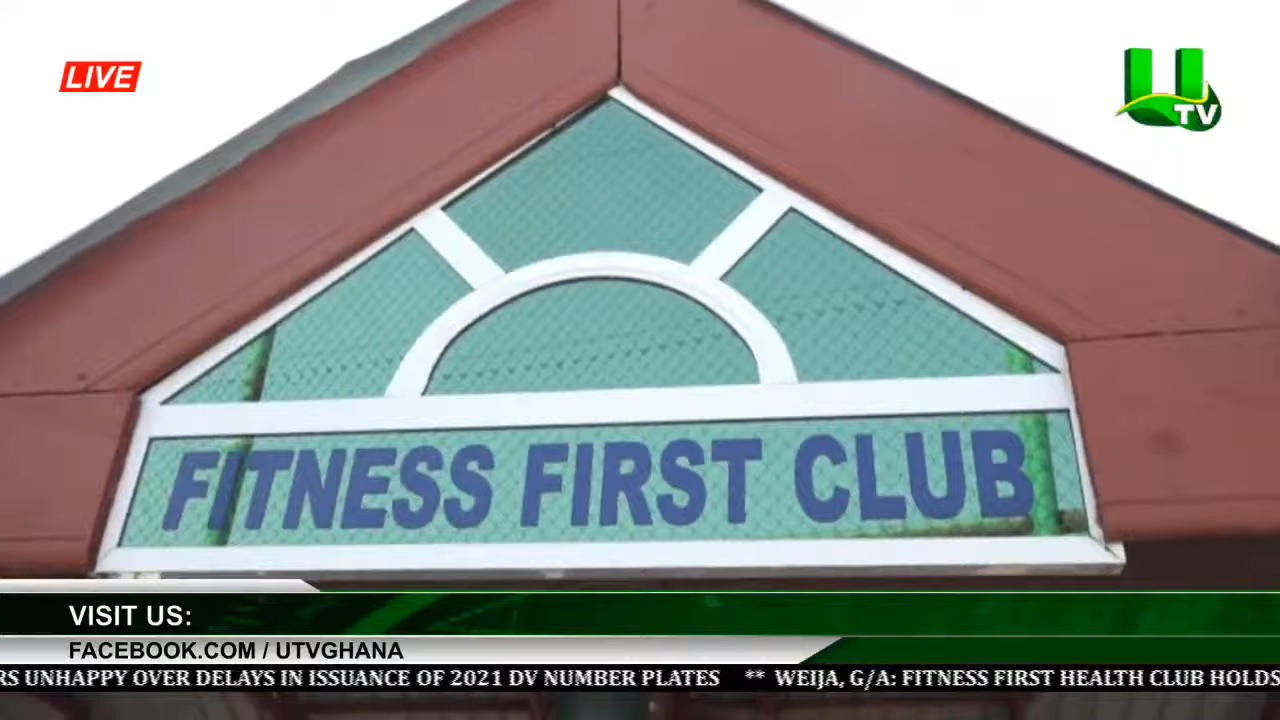 LIVE
U
TV
FITNESS FIRST CLUB
VISIT US:
FACEBOOK.COM / UTVGHANA
RS UNHAPPY OVER DELAYS IN ISSUANCE OF 2021 DV NUMBER PLATES ** WEIJA, G/A: FITNESS FIRST HEALTH CLUB HOLDS